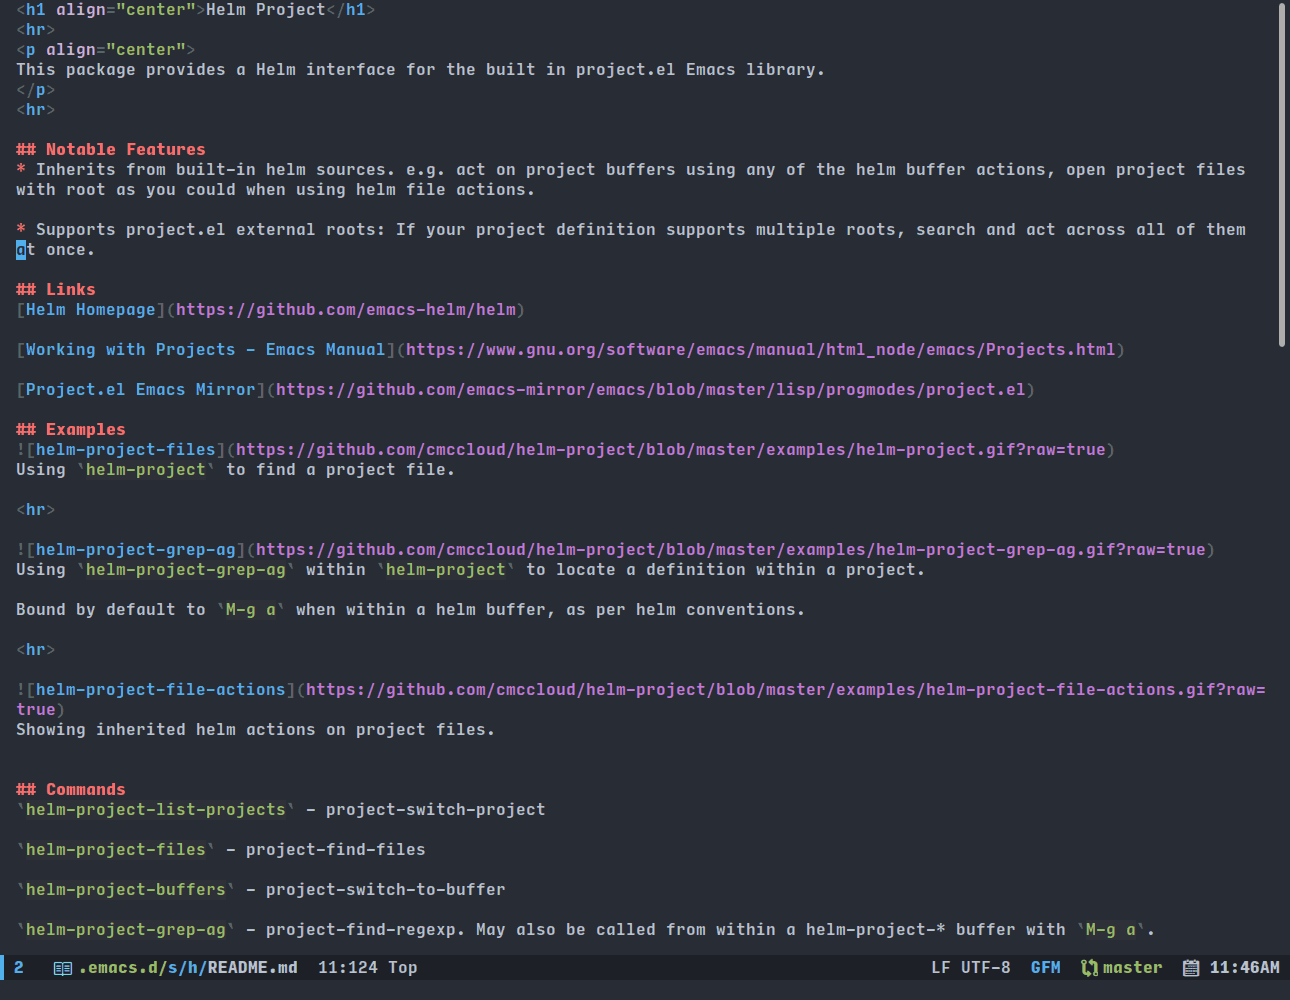 <h1 align="center">Helm Project</h1>
<hr>
<p align="center">
This package provides a Helm interface for the built in project.el Emacs library.
</p>
<hr>
## Notable Features
* Inherits from built-in helm sources. e.g. act on project buffers using any of the helm buffer actions, open project files
with root as you could when using helm file actions.
* Supports project.el external roots: If your project definition supports multiple roots, search and act across all of them
at once.
## Links
[Helm Homepage](https://github.com/emacs-helm/helm)
[Working with Projects - Emacs Manual](https://www.gnu.org/software/emacs/manual/html_node/emacs/Projects.html)
[Project.el Emacs Mirror](https://github.com/emacs-mirror/emacs/blob/master/lisp/progmodes/project.el)
## Examples
![helm-project-files](https://github.com/cmccloud/helm-project/blob/master/examples/helm-project.gif?raw=true)
Using `helm-project` to find a project file.
<hr>
![helm-project-grep-ag](https://github.com/cmccloud/helm-project/blob/master/examples/helm-project-grep-ag.gif?raw=true)
Using `helm-project-grep-ag` within `helm-project` to locate a definition within a project.
Bound by default to `M-g a` when within a helm buffer, as per helm conventions.
<hr>
![helm-project-file-actions](https://github.com/cmccloud/helm-project/blob/master/examples/helm-project-file-actions.gif?raw=
true)
Showing inherited helm actions on project files.
## Commands
`helm-project-list-projects` - project-switch-project
`helm-project-files` - project-find-files
`helm-project-buffers` - project-switch-to-buffer
`helm-project-grep-ag` - project-find-regexp. May also be called from within a helm-project-* buffer with `M-g a`.
2 .emacs.d/s/h/README.md 11:124 Top LF UTF-8 GFM master 11:46AM